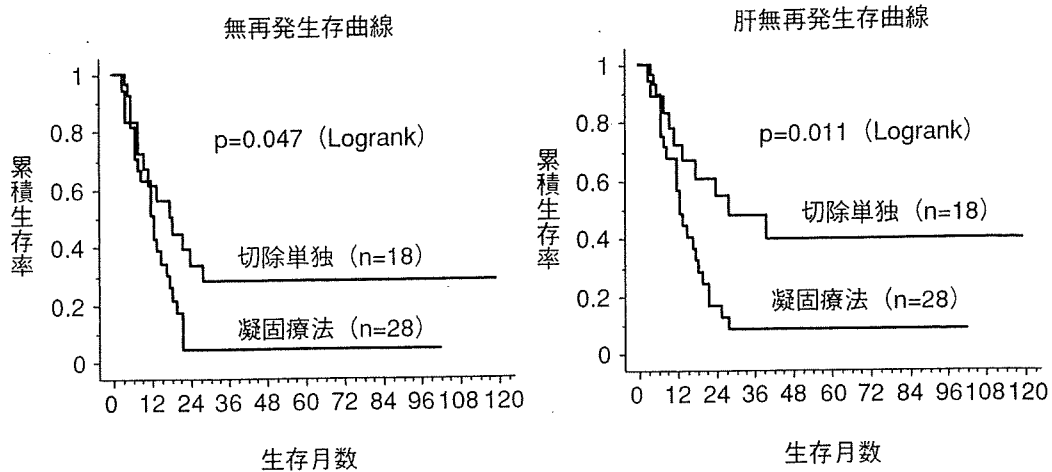 無再発生存曲線
1
0.8
0.6
0.4
0.2
0
累積生存率
p=0.047（Logrank）
切除単独（n=18）
凝固療法（n=28）
0 12 24 36 48 60 72 84 96 108 120
生存月数
肝無再発生存曲線
1
0.8
0.6
0.4
0.2
0
累積生存率
p=0.011（Logrank）
切除単独（n=18）
凝固療法（n=28）
0 12 24 36 48 60 72 84 96 108 120
生存月数